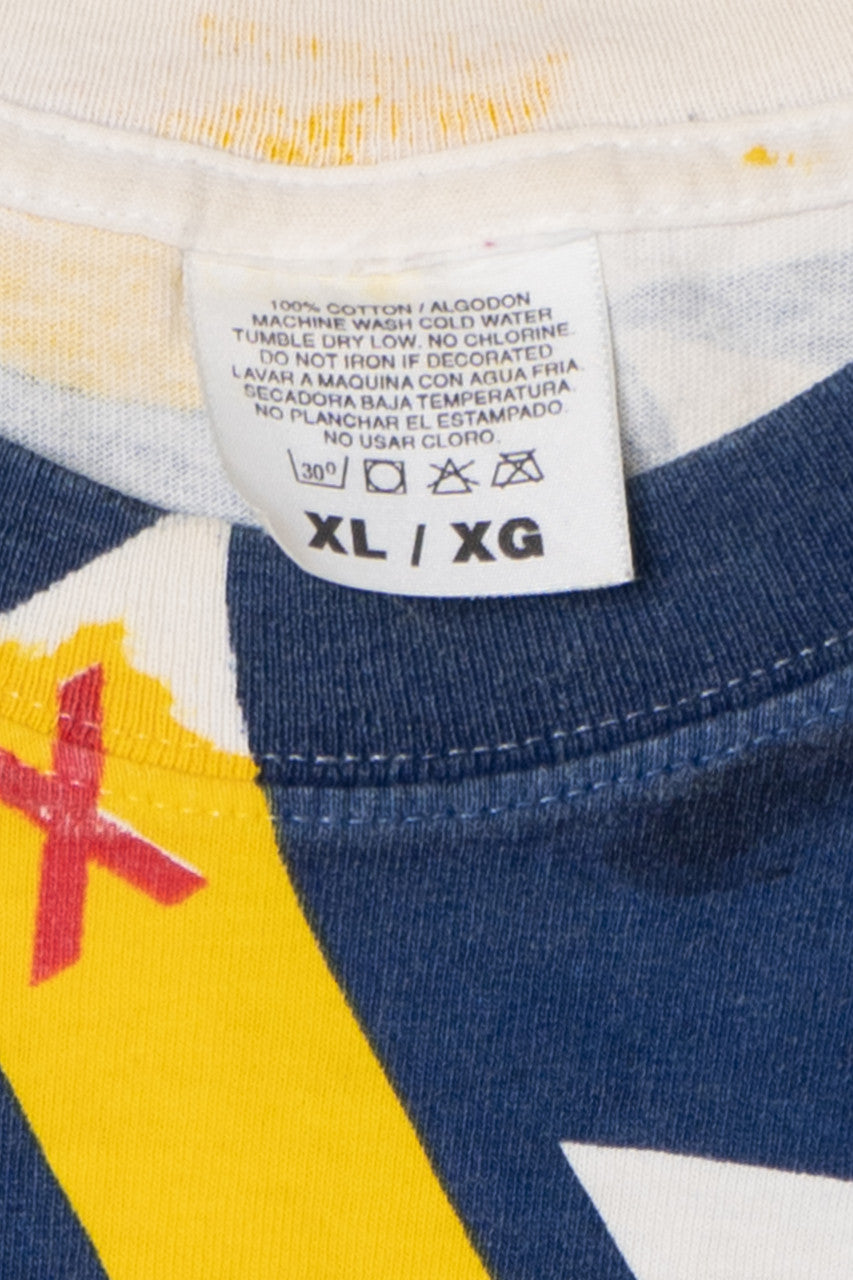 100% COTTON / ALGODON
MACHINE WASH COLD WATER
TUMBLE DRY LOW. NO CHLORINE.
DO NOT IRON IF DECORATED
LAVAR A MAQUINA CON AGUA FRIA.
SECADORA BAJA TEMPERATURA.
NO PLANCHAR EL ESTAMPADO.
NO USAR CLORO.
30º
XL / XG